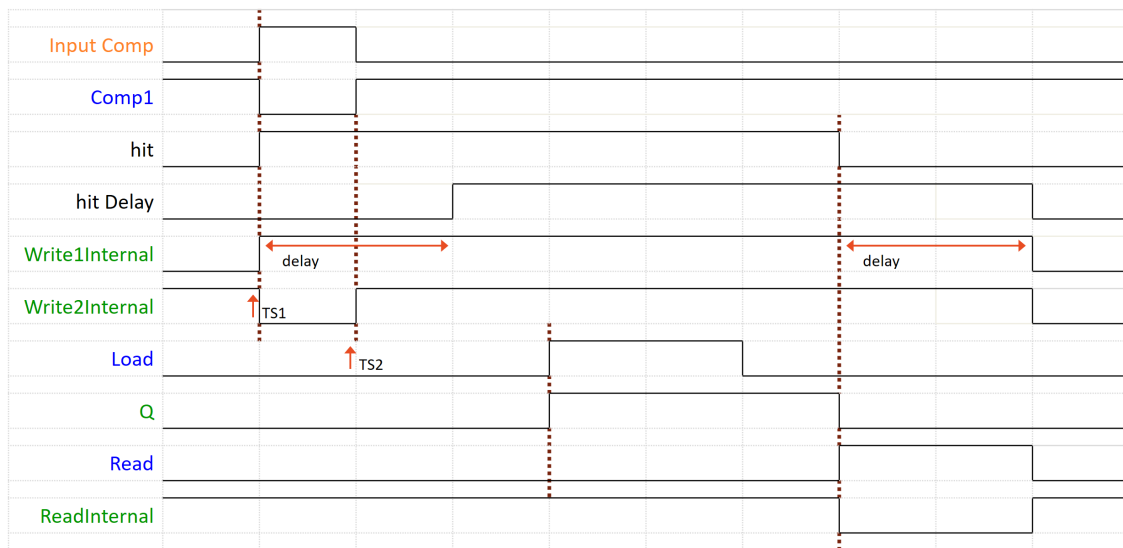 Input Comp
Comp1
hit
hit Delay
Write1Internal
delay
delay
Write2Internal
TS1
Load
TS2
Q
Read
ReadInternal